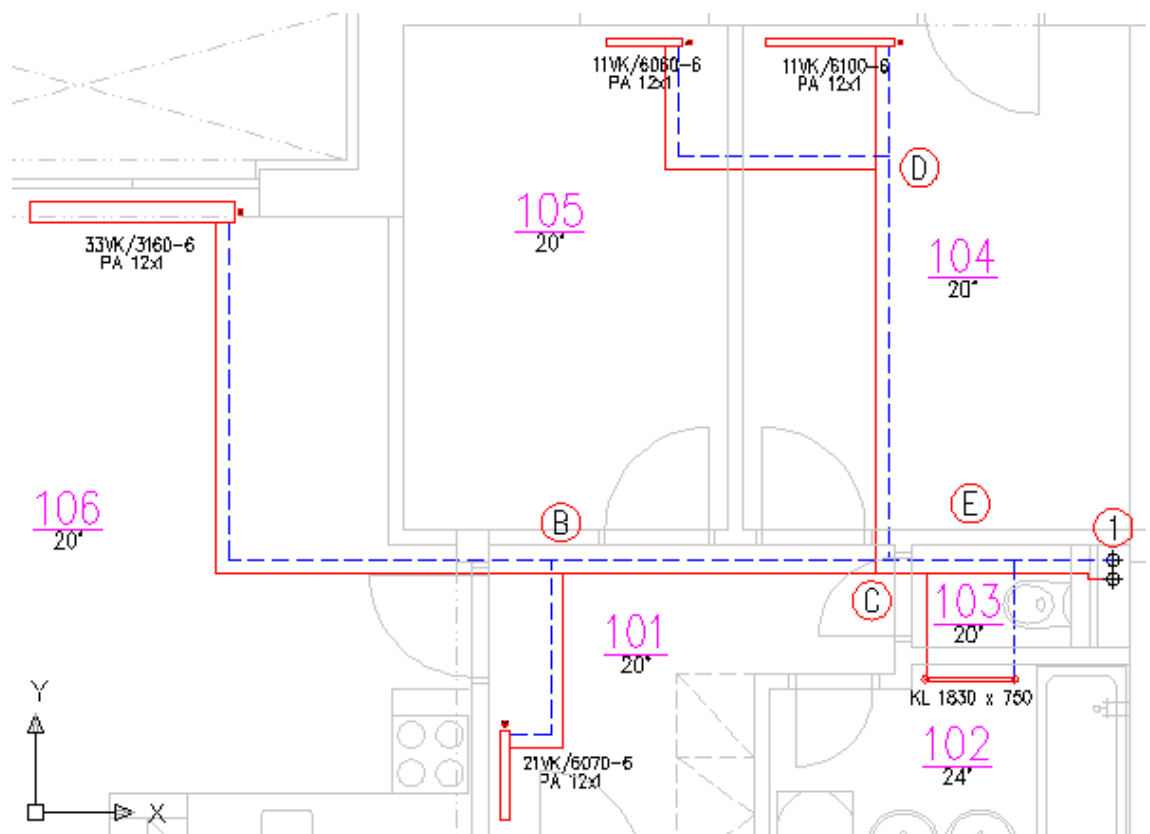 11VK/6060-6
PA 12x1
11VK/6100-6
PA 12x1
D
105
20°
33VK/3160-6
PA 12x1
104
20°
106
20°
B
E
1
C
103
20°
101
20°
KL 1830 x 750
Y
21VK/6070-6
PA 12x1
102
24°
X